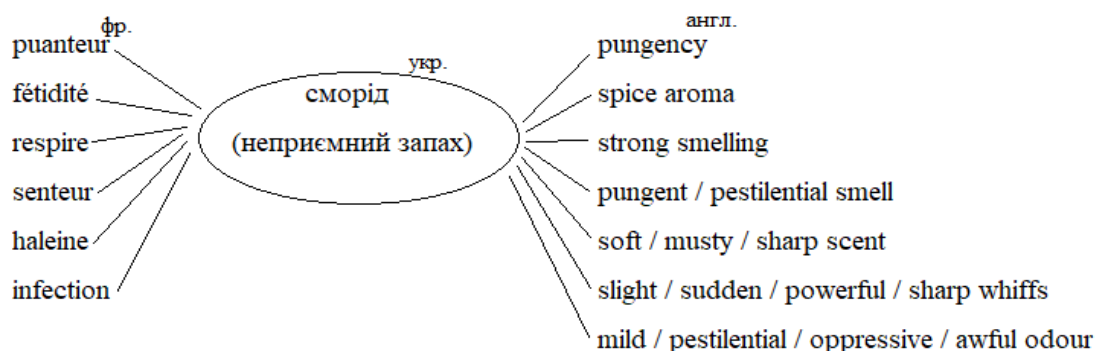 фр.
puanteur
fétidité
respire
senteur
haleine
infection
укр.
сморід
(неприємний запах)
англ.
pungency
spice aroma
strong smelling
pungent / pestilential smell
soft / musty / sharp scent
slight / sudden / powerful / sharp whiffs
mild / pestilential / oppressive / awful odour